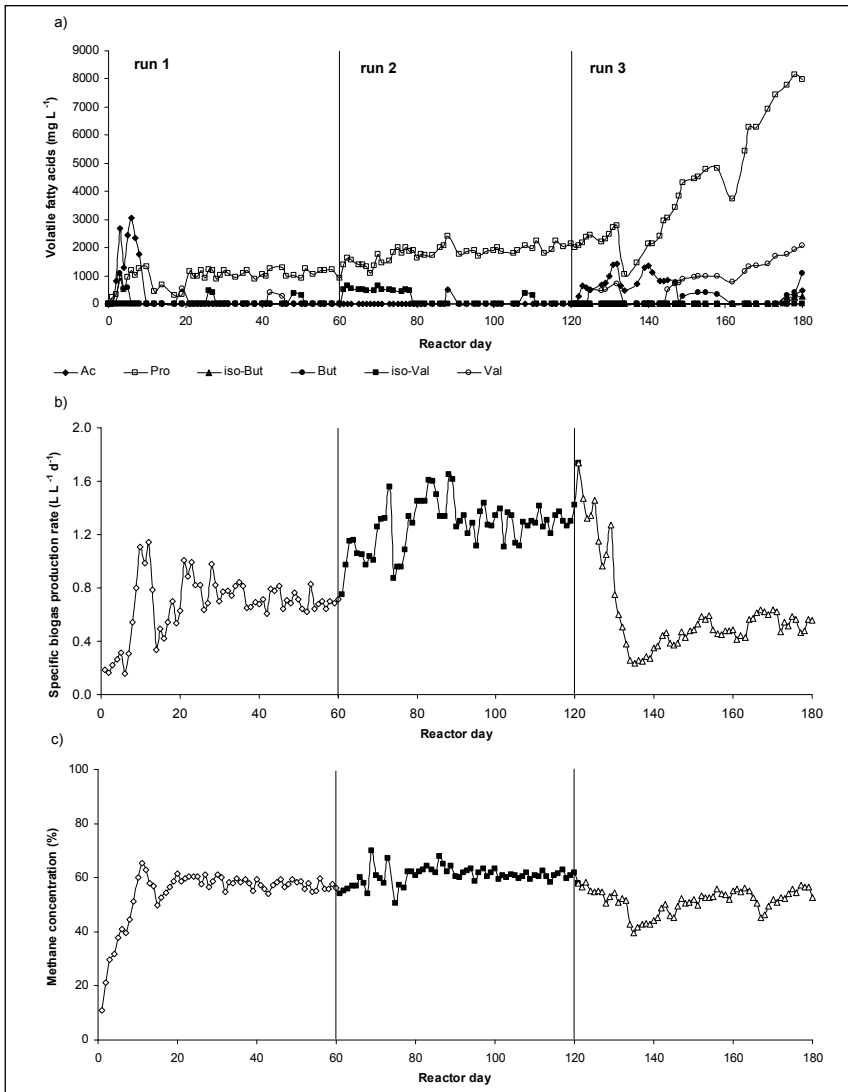 a)
run 1 run 2 run 3
9000
8000
7000
6000
5000
4000
3000
2000
1000
0
Volatile fatty acids (mg L -1)
0 20 40 60 80 100 120 140 160 180
Reactor day
Ac Pro iso-But But iso-Val Val
b)
2.0
1.6
1.2
0.8
0.4
0.0
Specific biogas production rate (L L -1 d-1)
0 20 40 60 80 100 120 140 160 180
Reactor day
c)
100
80
60
40
20
0
Methane concentration (%)
0 20 40 60 80 100 120 140 160 180
Reactor day